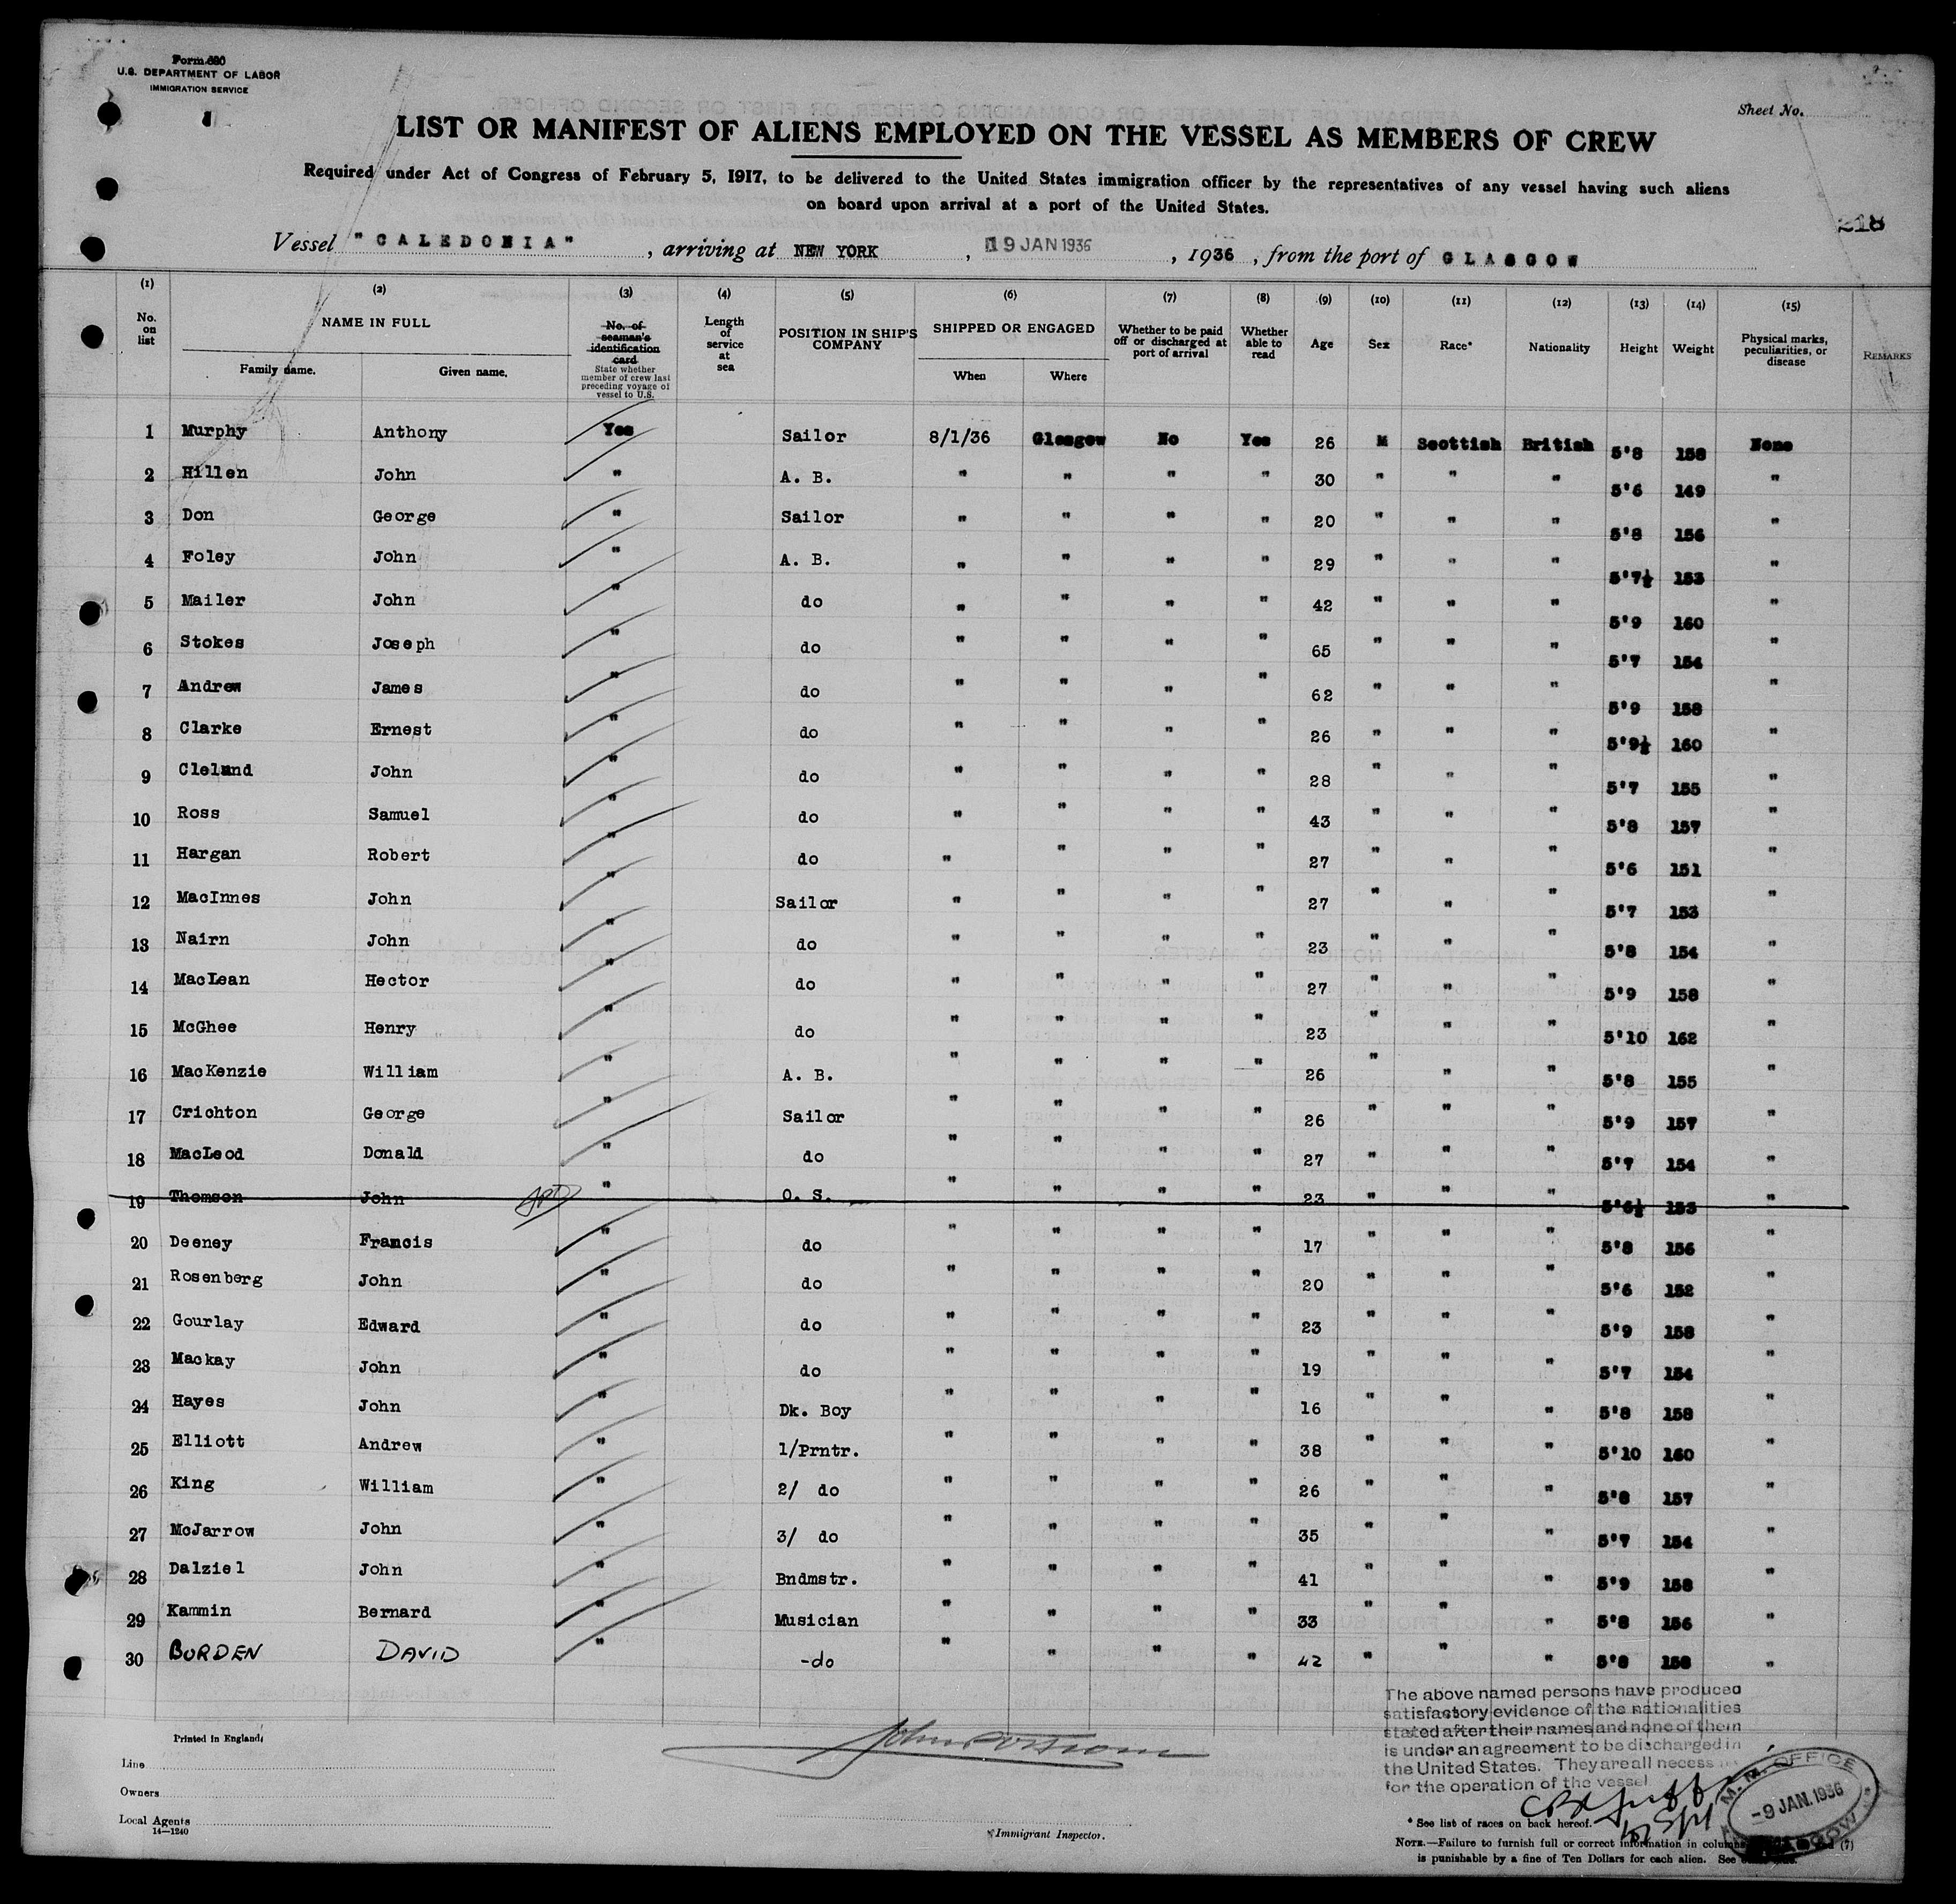 Form 680
U.S. DEPARTMENT OF LABOR
IMMIGRATION SERVICE
Sheet No.
LIST OR MANIFEST OF ALIENS EMPLOYED ON THE VESSEL AS MEMBERS OF CREW
Required under Act of Congress of February 5, 1917, to be delivered to the United States immigration officer by the representatives of any vessel having such aliens
on board upon arrival at a port of the United States.
218
Vessel "CALEDONIA", arriving at NEW YORK, 19 JAN 1936, 1936, from the port of GLASGOW
(1) (2) (3) (4) (5) (6) (7) (8) (9) (10) (11) (12) (13) (14) (15)
No. on list
NAME IN FULL
Family name. Given name.
No. of seaman's identification card
State whether member of crew last preceding voyage of vessel to U.S.
Length of service at sea
POSITION IN SHIP'S COMPANY
SHIPPED OR ENGAGED
When Where
Whether to be paid off or discharged at port of arrival
Whether able to read
Age
Sex
Race*
Nationality
Height
Weight
Physical marks, peculiarities, or disease
REMARKS
1 Murphy Anthony Yes Sailor 8/1/36 Glasgow No Yes 26 M Scottish British 5'8 158 None
2 Hillen John " A. B. " " " " 30 " " " 5'6 149 "
3 Don George " Sailor " " " " 20 " " " 5'8 156 "
4 Foley John " A. B. " " " " 29 " " " 5'7½ 153 "
5 Mailer John " do " " " " 42 " " " 5'9 160 "
6 Stokes Joseph " do " " " " 65 " " " 5'7 154 "
7 Andrew James " do " " " " 62 " " " 5'9 158 "
8 Clarke Ernest " do " " " " 26 " " " 5'9½ 160 "
9 Cleland John " do " " " " 28 " " " 5'7 155 "
10 Ross Samuel " do " " " " 43 " " " 5'8 157 "
11 Hargan Robert " do " " " " 27 " " " 5'6 151 "
12 MacInnes John " Sailor " " " " 27 " " " 5'7 153 "
13 Nairn John " do " " " " 23 " " " 5'8 154 "
14 MacLean Hector " do " " " " 27 " " " 5'9 158 "
15 McGhee Henry " do " " " " 23 " " " 5'10 162 "
16 MacKenzie William " A. B. " " " " 26 " " " 5'8 155 "
17 Crichton George " Sailor " " " " 26 " " " 5'9 157 "
18 MacLeod Donald " do " " " " 27 " " " 5'7 154 "
19 Thomson John " O. S. " " " " 23 " " " 5'6½ 153 "
20 Deeney Francis " do " " " " 17 " " " 5'8 156 "
21 Rosenberg John " do " " " " 20 " " " 5'6 152 "
22 Gourlay Edward " do " " " " 23 " " " 5'9 158 "
23 Mackay John " do " " " " 19 " " " 5'7 154 "
24 Hayes John " Dk. Boy " " " " 16 " " " 5'8 158 "
25 Elliott Andrew " 1/Prntr. " " " " 38 " " " 5'10 160 "
26 King William " 2/ do " " " " 26 " " " 5'8 157 "
27 McJarrow John " 3/ do " " " " 35 " " " 5'7 154 "
28 Dalziel John " Bndmstr. " " " " 41 " " " 5'9 158 "
29 Kammin Bernard " Musician " " " " 33 " " " 5'8 156 "
30 BORDEN DAVID " -do " " " " 42 " " " 5'8 158 "
The above named persons have produced
satisfactory evidence of the nationalities
stated after their names and none of them
is under an agreement to be discharged in
the United States. They are all necess
for the operation of the vessel
Printed in England.
Line
Owners
Local Agents
14—1240
Immigrant Inspector.
M. M. OFFICE
-9 JAN. 1936
* See list of races on back hereof.
NOTE.—Failure to furnish full or correct information in columns (7)
is punishable by a fine of Ten Dollars for each alien. See